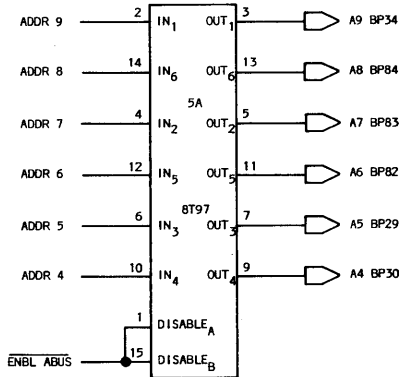 ADDR 9 2 IN1 OUT1 3 A9 BP34
ADDR 8 14 IN6 OUT6 13 A8 BP84
5A
ADDR 7 4 IN2 OUT2 5 A7 BP83
ADDR 6 12 IN5 OUT5 11 A6 BP82
8T97
ADDR 5 6 IN3 OUT3 7 A5 BP29
ADDR 4 10 IN4 OUT4 9 A4 BP30
1 DISABLEA
ENBL ABUS 15 DISABLEB